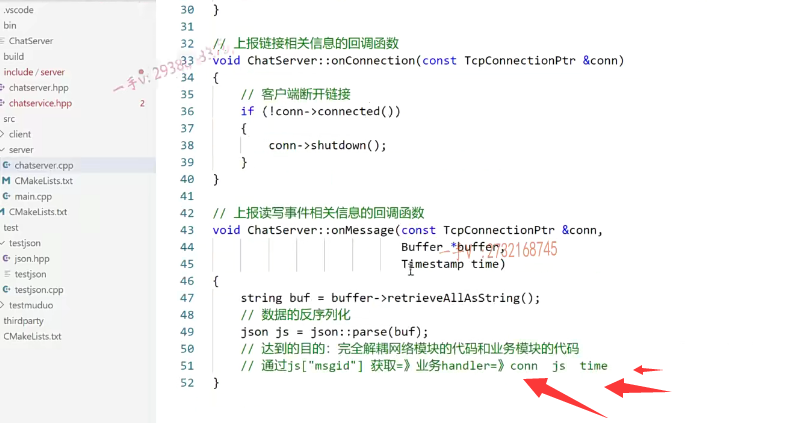 .vscode
bin
ChatServer
build
include / server
chatserver.hpp
chatservice.hpp 2
src
client
server
chatserver.cpp
CMakeLists.txt
main.cpp
CMakeLists.txt
test
testjson
json.hpp
testjson
testjson.cpp
testmuduo
thirdparty
CMakeLists.txt
30 }
31
32 // 上报链接相关信息的回调函数
33 void ChatServer::onConnection(const TcpConnectionPtr &conn)
34 {
35 // 客户端断开链接
36 if (!conn->connected())
37 {
38 conn->shutdown();
39 }
40 }
41
42 // 上报读写事件相关信息的回调函数
43 void ChatServer::onMessage(const TcpConnectionPtr &conn,
44 Buffer *buffer,
45 Timestamp time)
46 {
47 string buf = buffer->retrieveAllAsString();
48 // 数据的反序列化
49 json js = json::parse(buf);
50 // 达到的目的：完全解耦网络模块的代码和业务模块的代码
51 // 通过js["msgid"] 获取=》业务handler=》conn js time
52 }
一手V:2732168745